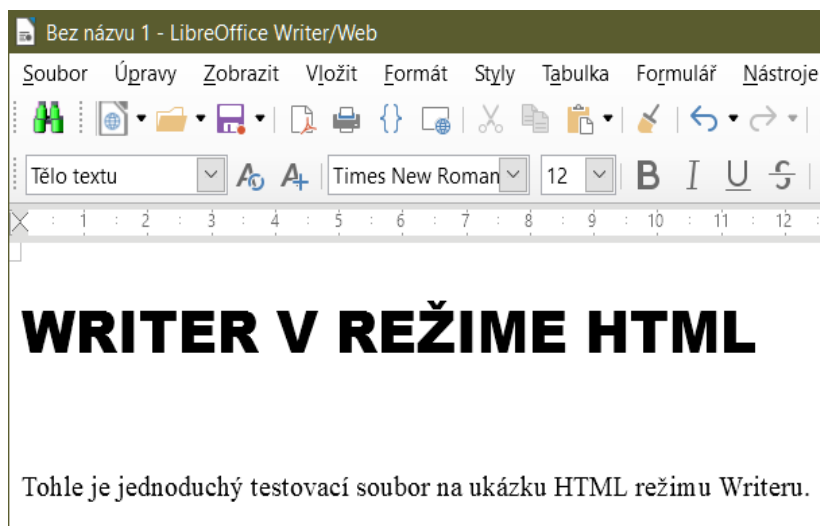 Bez názvu 1 - LibreOffice Writer/Web
Soubor Úpravy Zobrazit Vložit Formát Styly Tabulka Formulář Nástroje
Tělo textu Times New Roman 12 B I U S
1 2 3 4 5 6 7 8 9 10 11 12
WRITER V REŽIME HTML
Tohle je jednoduchý testovací soubor na ukázku HTML režimu Writeru.